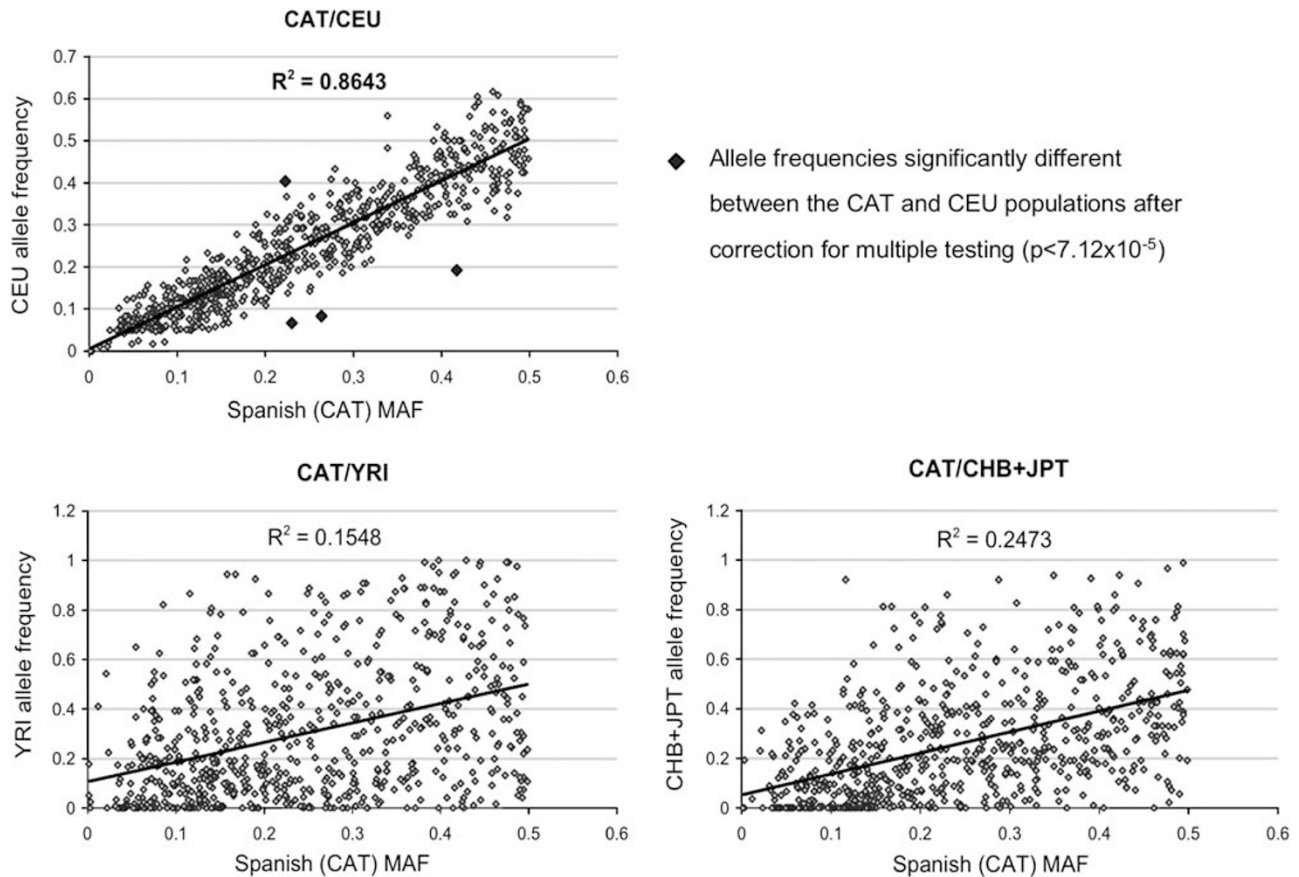 CAT/CEU
R² = 0.8643
CEU allele frequency
0.7
0.6
0.5
0.4
0.3
0.2
0.1
0
0 0.1 0.2 0.3 0.4 0.5 0.6
Spanish (CAT) MAF
Allele frequencies significantly different
between the CAT and CEU populations after
correction for multiple testing (p<7.12x10⁻⁵)
CAT/YRI
R² = 0.1548
YRI allele frequency
1.2
1
0.8
0.6
0.4
0.2
0
0 0.1 0.2 0.3 0.4 0.5 0.6
Spanish (CAT) MAF
CAT/CHB+JPT
R² = 0.2473
CHB+JPT allele frequency
1.2
1
0.8
0.6
0.4
0.2
0
0 0.1 0.2 0.3 0.4 0.5 0.6
Spanish (CAT) MAF